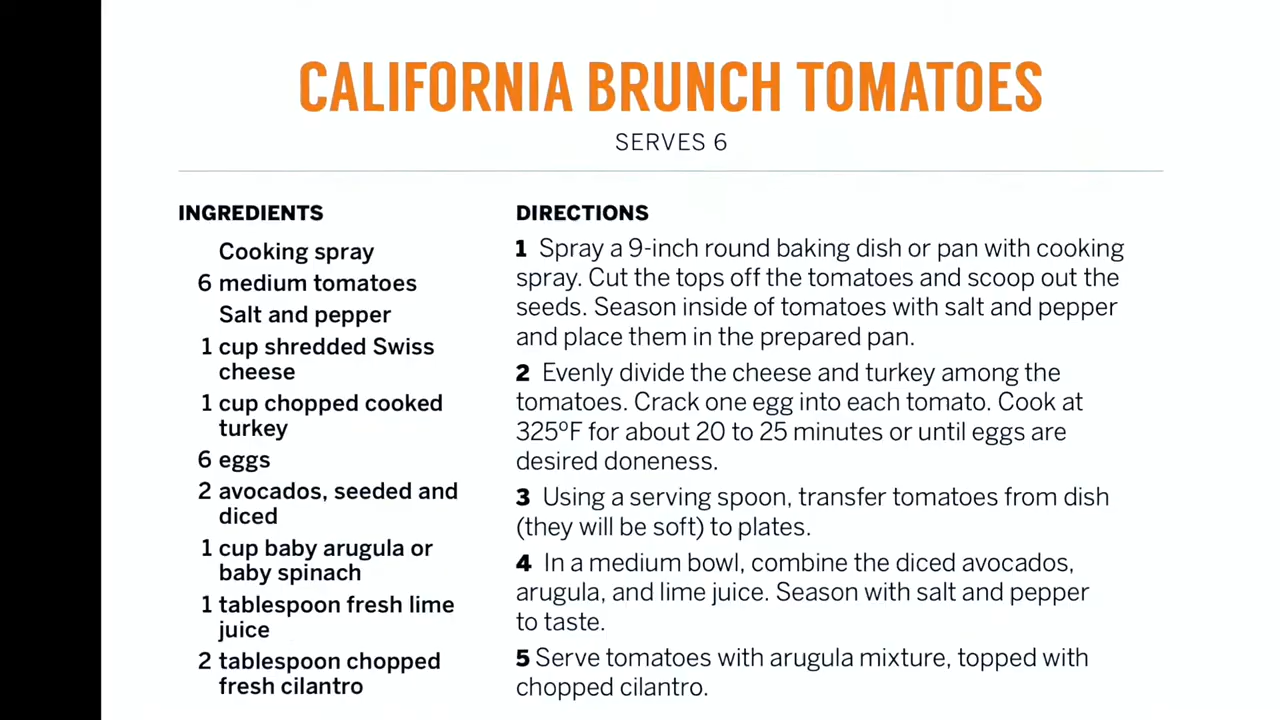 CALIFORNIA BRUNCH TOMATOES
SERVES 6
INGREDIENTS
Cooking spray
6 medium tomatoes
Salt and pepper
1 cup shredded Swiss
cheese
1 cup chopped cooked
turkey
6 eggs
2 avocados, seeded and
diced
1 cup baby arugula or
baby spinach
1 tablespoon fresh lime
juice
2 tablespoon chopped
fresh cilantro
DIRECTIONS
1 Spray a 9-inch round baking dish or pan with cooking
spray. Cut the tops off the tomatoes and scoop out the
seeds. Season inside of tomatoes with salt and pepper
and place them in the prepared pan.
2 Evenly divide the cheese and turkey among the
tomatoes. Crack one egg into each tomato. Cook at
325ºF for about 20 to 25 minutes or until eggs are
desired doneness.
3 Using a serving spoon, transfer tomatoes from dish
(they will be soft) to plates.
4 In a medium bowl, combine the diced avocados,
arugula, and lime juice. Season with salt and pepper
to taste.
5 Serve tomatoes with arugula mixture, topped with
chopped cilantro.